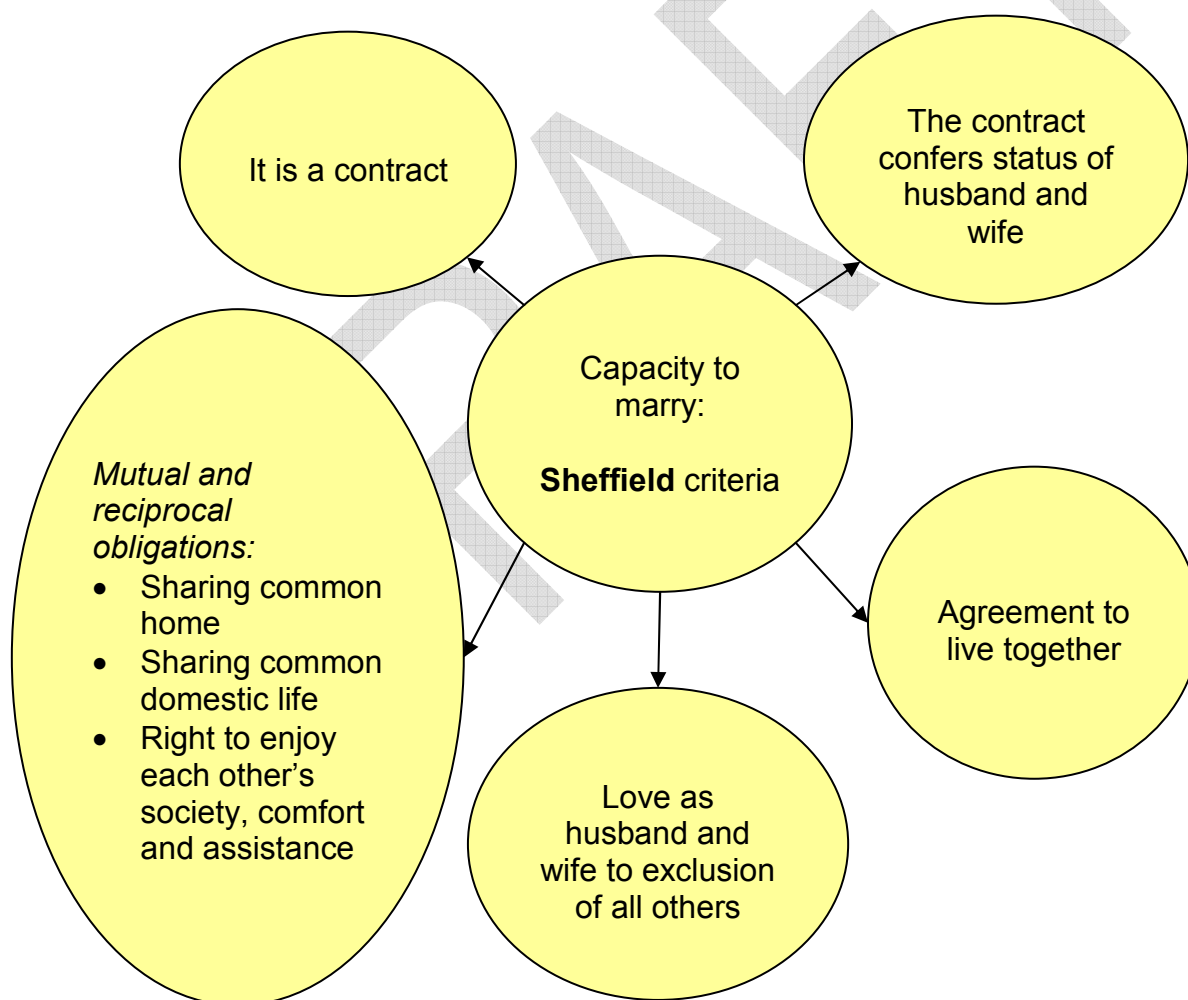 It is a contract
The contract
confers status of
husband and
wife
Capacity to
marry:
Sheffield criteria
Mutual and
reciprocal
obligations:
• Sharing common
home
• Sharing common
domestic life
• Right to enjoy
each other’s
society, comfort
and assistance
Agreement to
live together
Love as
husband and
wife to exclusion
of all others